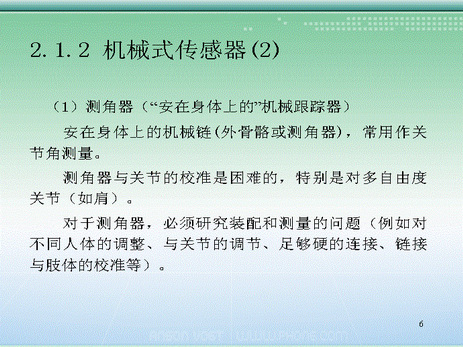 2.1.2 机械式传感器(2)
（1）测角器（“安在身体上的”机械跟踪器）
安在身体上的机械链(外骨骼或测角器)，常用作关
节角测量。
测角器与关节的校准是困难的，特别是对多自由度
关节（如肩）。
对于测角器，必须研究装配和测量的问题（例如对
不同人体的调整、与关节的调节、足够硬的连接、链接
与肢体的校准等）。
6